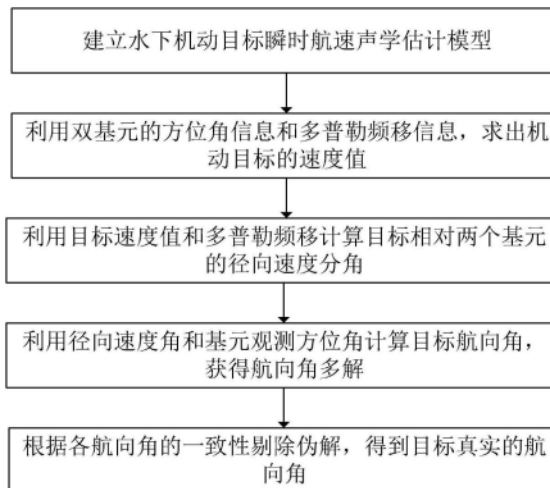 建立水下机动目标瞬时航速声学估计模型
利用双基元的方位角信息和多普勒频移信息，求出机
动目标的速度值
利用目标速度值和多普勒频移计算目标相对两个基元
的径向速度分角
利用径向速度角和基元观测方位角计算目标航向角，
获得航向角多解
根据各航向角的一致性剔除伪解，得到目标真实的航
向角